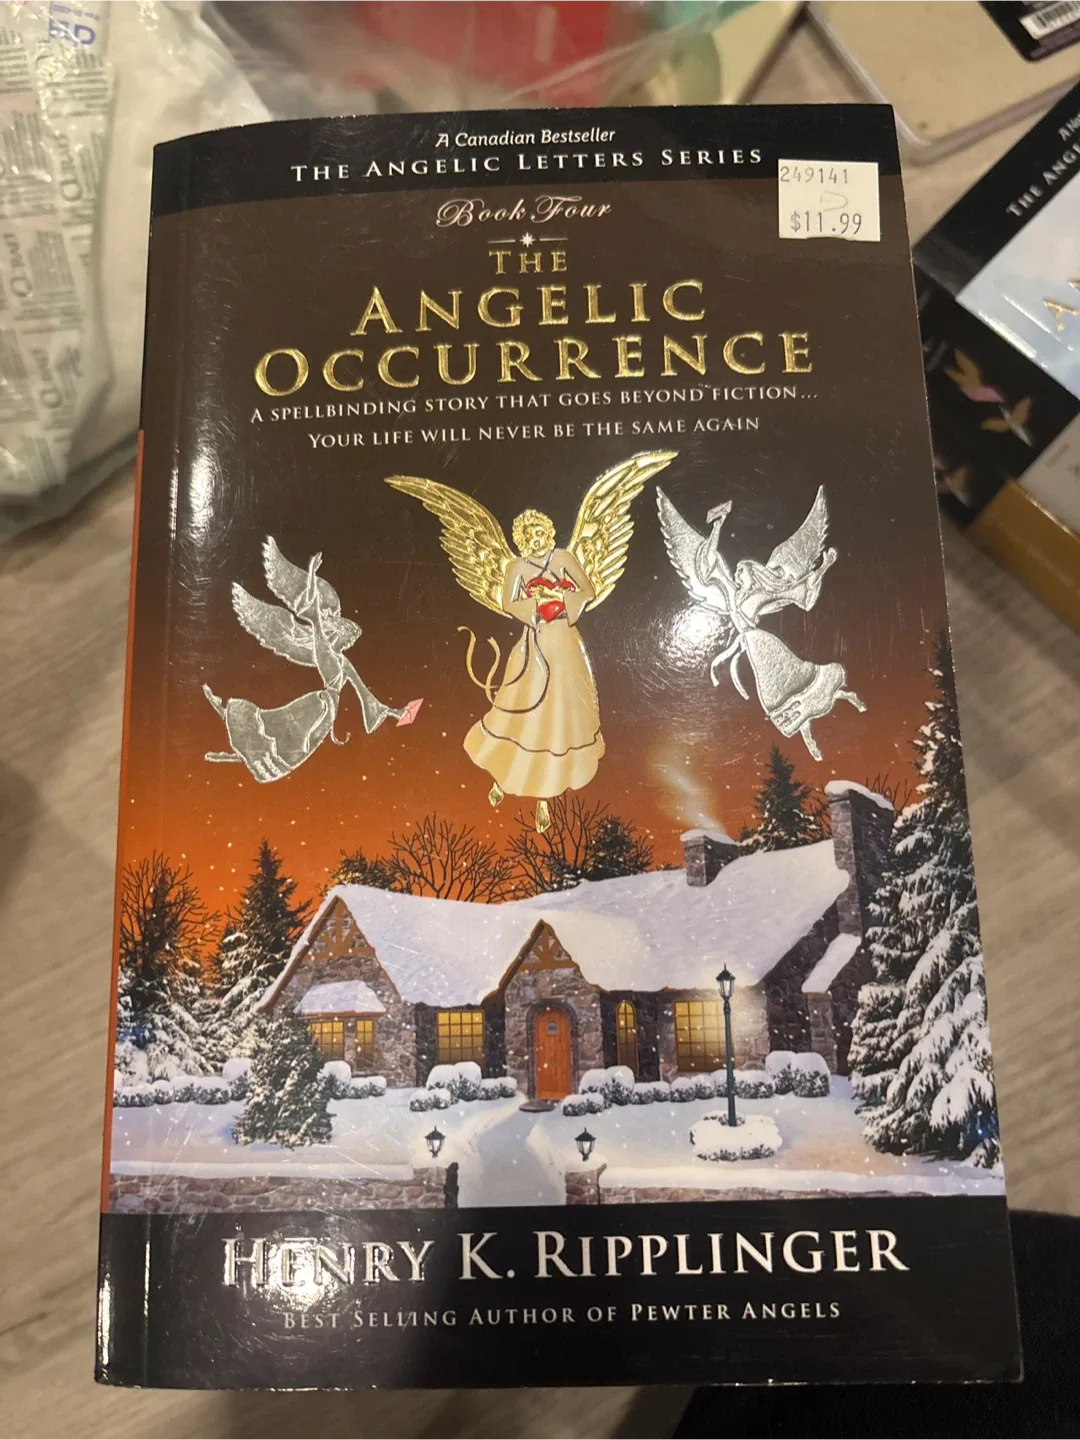 A Canadian Bestseller
THE ANGELIC LETTERS SERIES
249141
$11.99
Book Four
THE
ANGELIC
OCCURRENCE
A SPELLBINDING STORY THAT GOES BEYOND FICTION...
YOUR LIFE WILL NEVER BE THE SAME AGAIN
HENRY K. RIPPLINGER
BEST SELLING AUTHOR OF PEWTER ANGELS